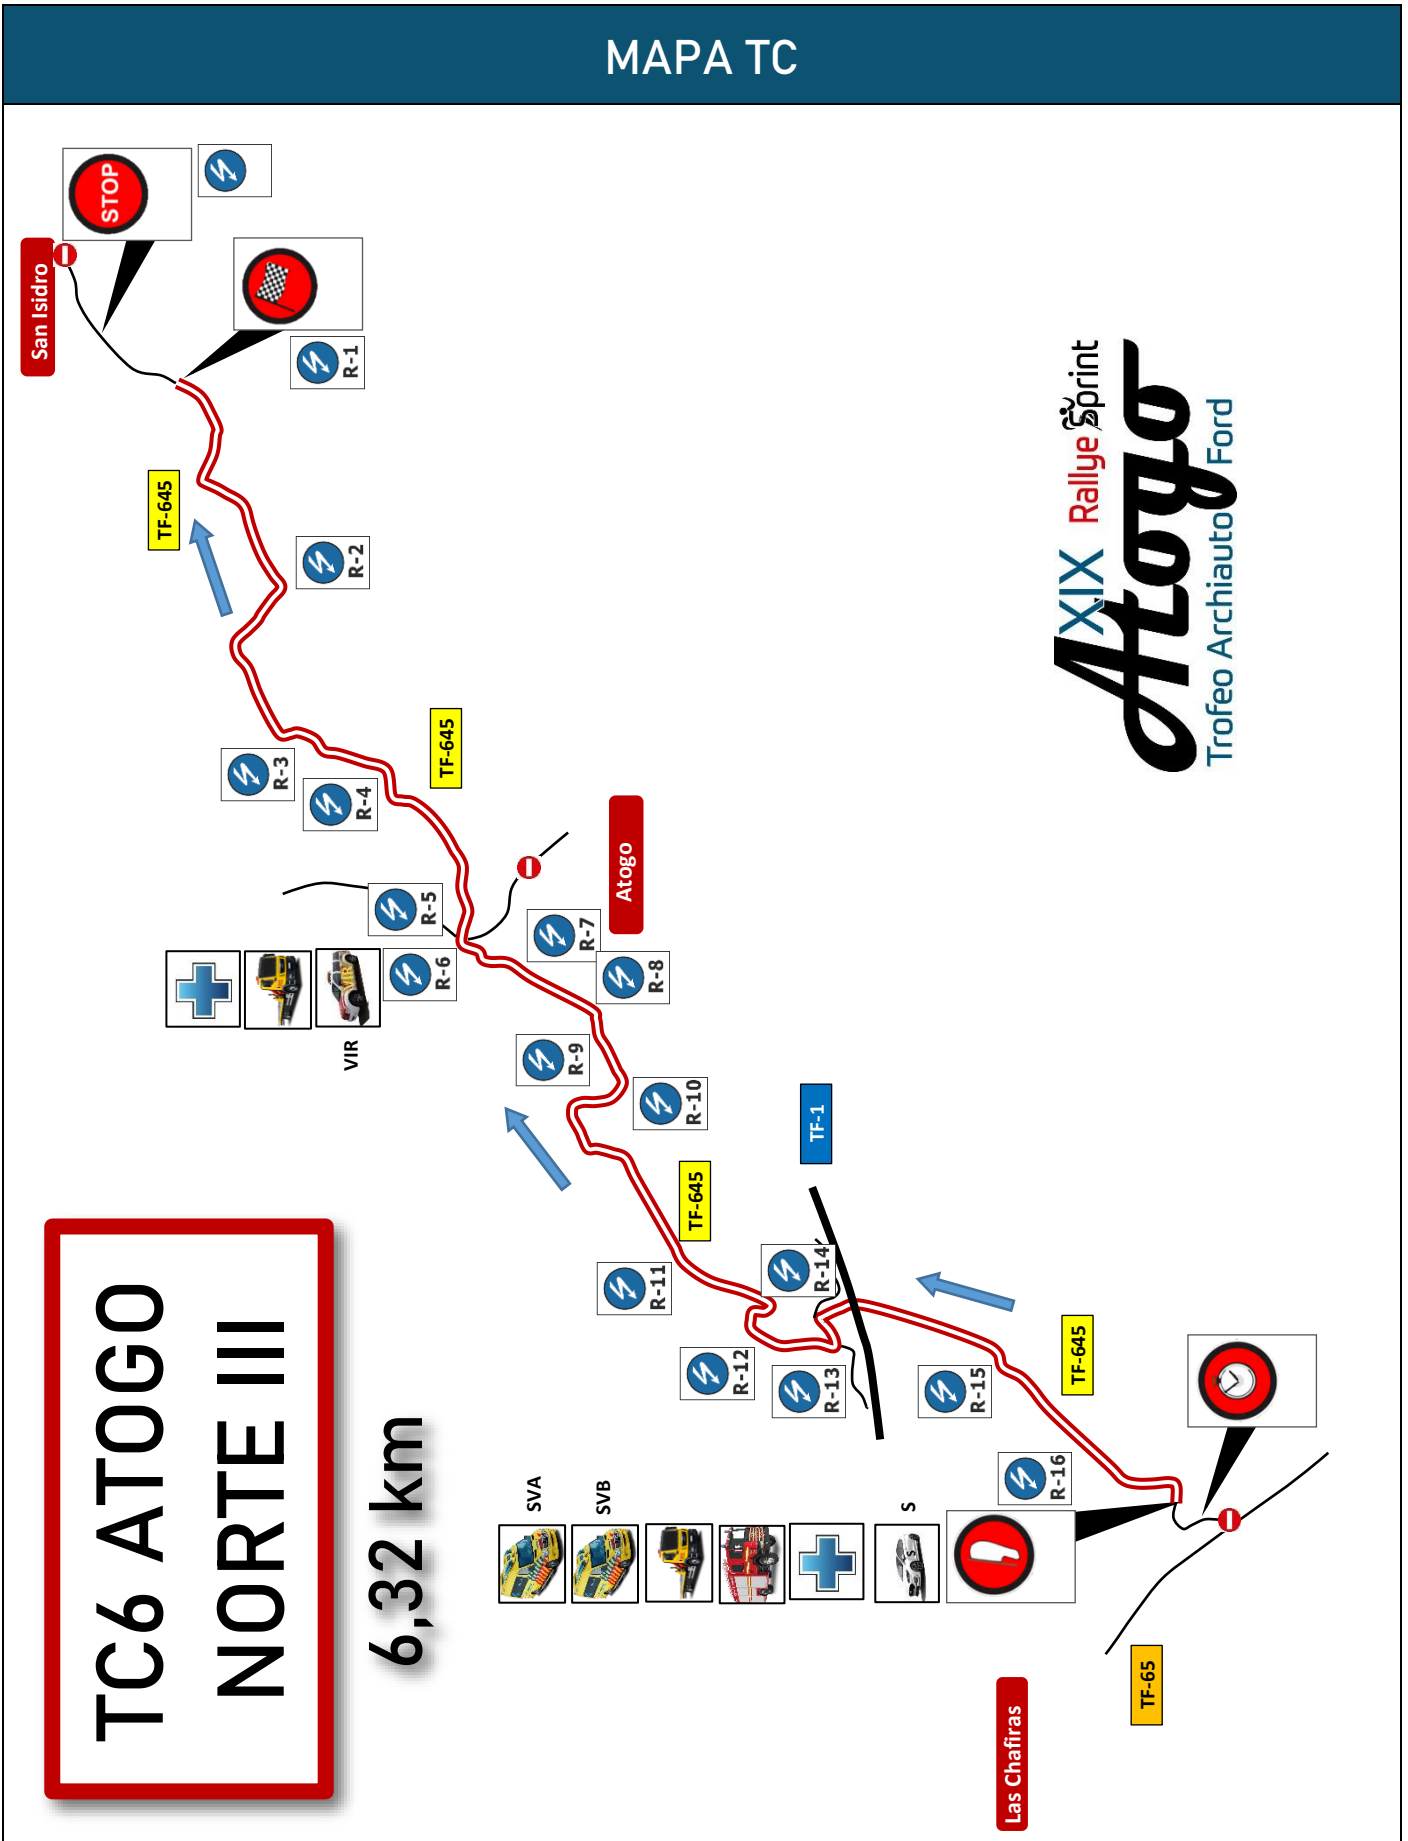 MAPA TC
TC6 ATOGO
NORTE III
6,32 km
San Isidro
STOP
R-1
TF-645
R-2
R-3
R-4
TF-645
R-5
R-6
VIR
Atogo
R-7
R-8
R-9
R-10
TF-1
TF-645
R-11
R-12
R-13
R-14
R-15
TF-645
R-16
SVA
SVB
S
S
TF-65
Las Chafiras
XIX Rallye Sprint
Atogo
Trofeo Archiauto Ford